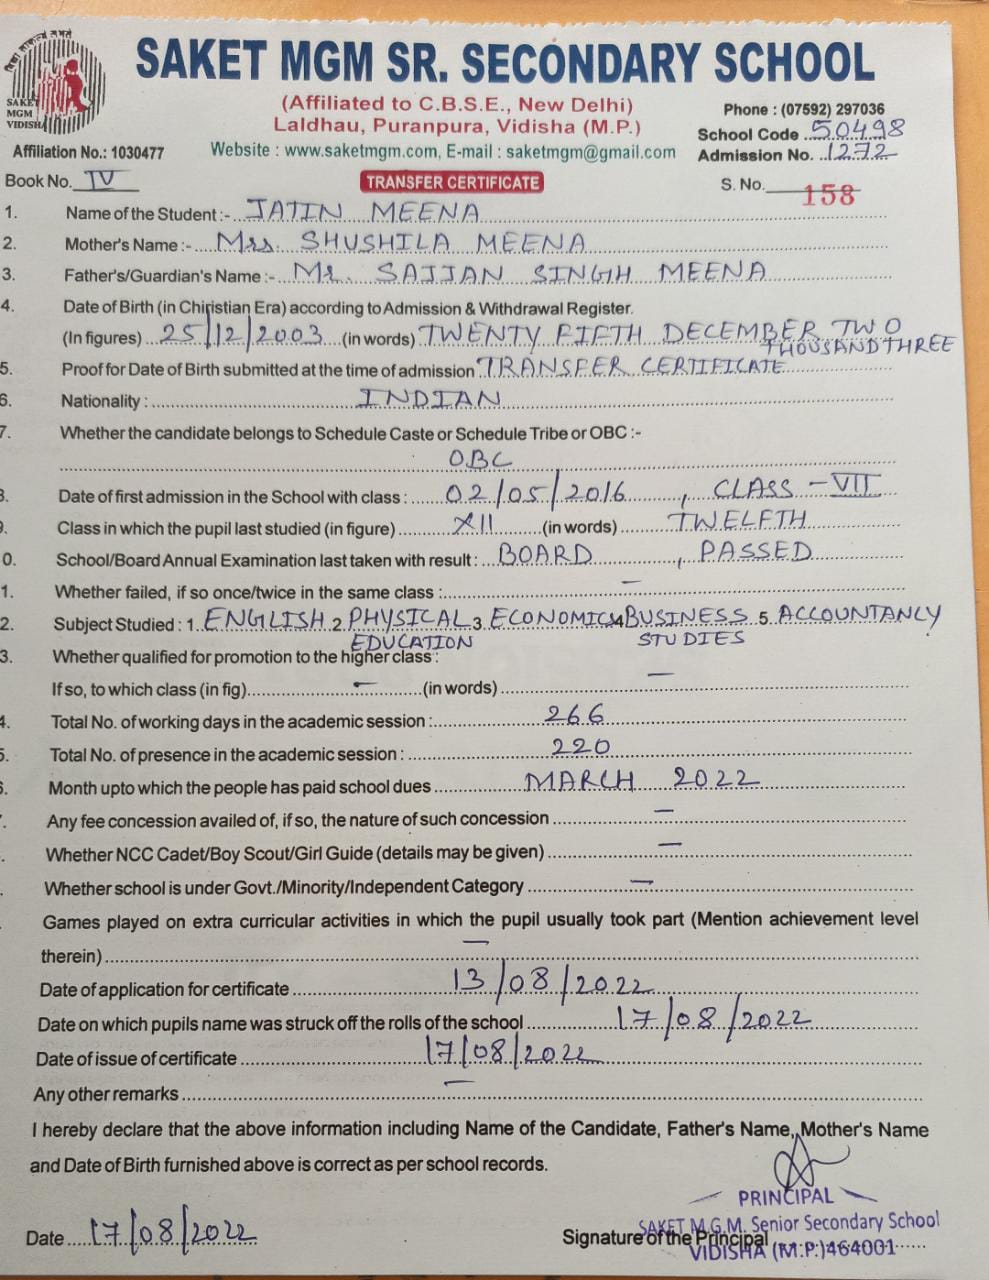 विद्या लाभते नमते
SAKET
MGM
VIDISHA
SAKET MGM SR. SECONDARY SCHOOL
(Affiliated to C.B.S.E., New Delhi)
Laldhau, Puranpura, Vidisha (M.P.)
Phone : (07592) 297036
School Code 50498
Affiliation No.: 1030477 Website : www.saketmgm.com, E-mail : saketmgm@gmail.com Admission No. 1272
Book No. IV TRANSFER CERTIFICATE S. No. 158
1. Name of the Student :- JATIN MEENA
2. Mother's Name :- Mrs. SHUSHILA MEENA
3. Father's/Guardian's Name :- Mr. SAJJAN SINGH MEENA
4. Date of Birth (in Chiristian Era) according to Admission & Withdrawal Register.
(In figures) 25/12/2003 (in words) TWENTY FIFTH DECEMBER TWO
THOUSAND THREE
5. Proof for Date of Birth submitted at the time of admission TRANSFER CERTIFICATE
6. Nationality : INDIAN
7. Whether the candidate belongs to Schedule Caste or Schedule Tribe or OBC :-
OBC
8. Date of first admission in the School with class : 02/05/2016, CLASS - VII
9. Class in which the pupil last studied (in figure) XII (in words) TWELFTH
0. School/Board Annual Examination last taken with result : BOARD, PASSED
1. Whether failed, if so once/twice in the same class : —
2. Subject Studied : 1. ENGLISH 2. PHYSICAL 3. ECONOMICS 4 BUSINESS 5. ACCOUNTANCY
EDUCATION STUDIES
3. Whether qualified for promotion to the higher class :
If so, to which class (in fig) — (in words) —
4. Total No. of working days in the academic session : 266
5. Total No. of presence in the academic session : 220
6. Month upto which the people has paid school dues MARCH 2022
Any fee concession availed of, if so, the nature of such concession —
Whether NCC Cadet/Boy Scout/Girl Guide (details may be given) —
Whether school is under Govt./Minority/Independent Category —
Games played on extra curricular activities in which the pupil usually took part (Mention achievement level
therein) —
Date of application for certificate 13/08/2022
Date on which pupils name was struck off the rolls of the school 17/08/2022
Date of issue of certificate 17/08/2022
Any other remarks —
I hereby declare that the above information including Name of the Candidate, Father's Name, Mother's Name
and Date of Birth furnished above is correct as per school records.
PRINCIPAL
SAKET M.G.M. Senior Secondary School
Date 17/08/2022 Signature of the Principal
VIDISHA (M.P.) 464001